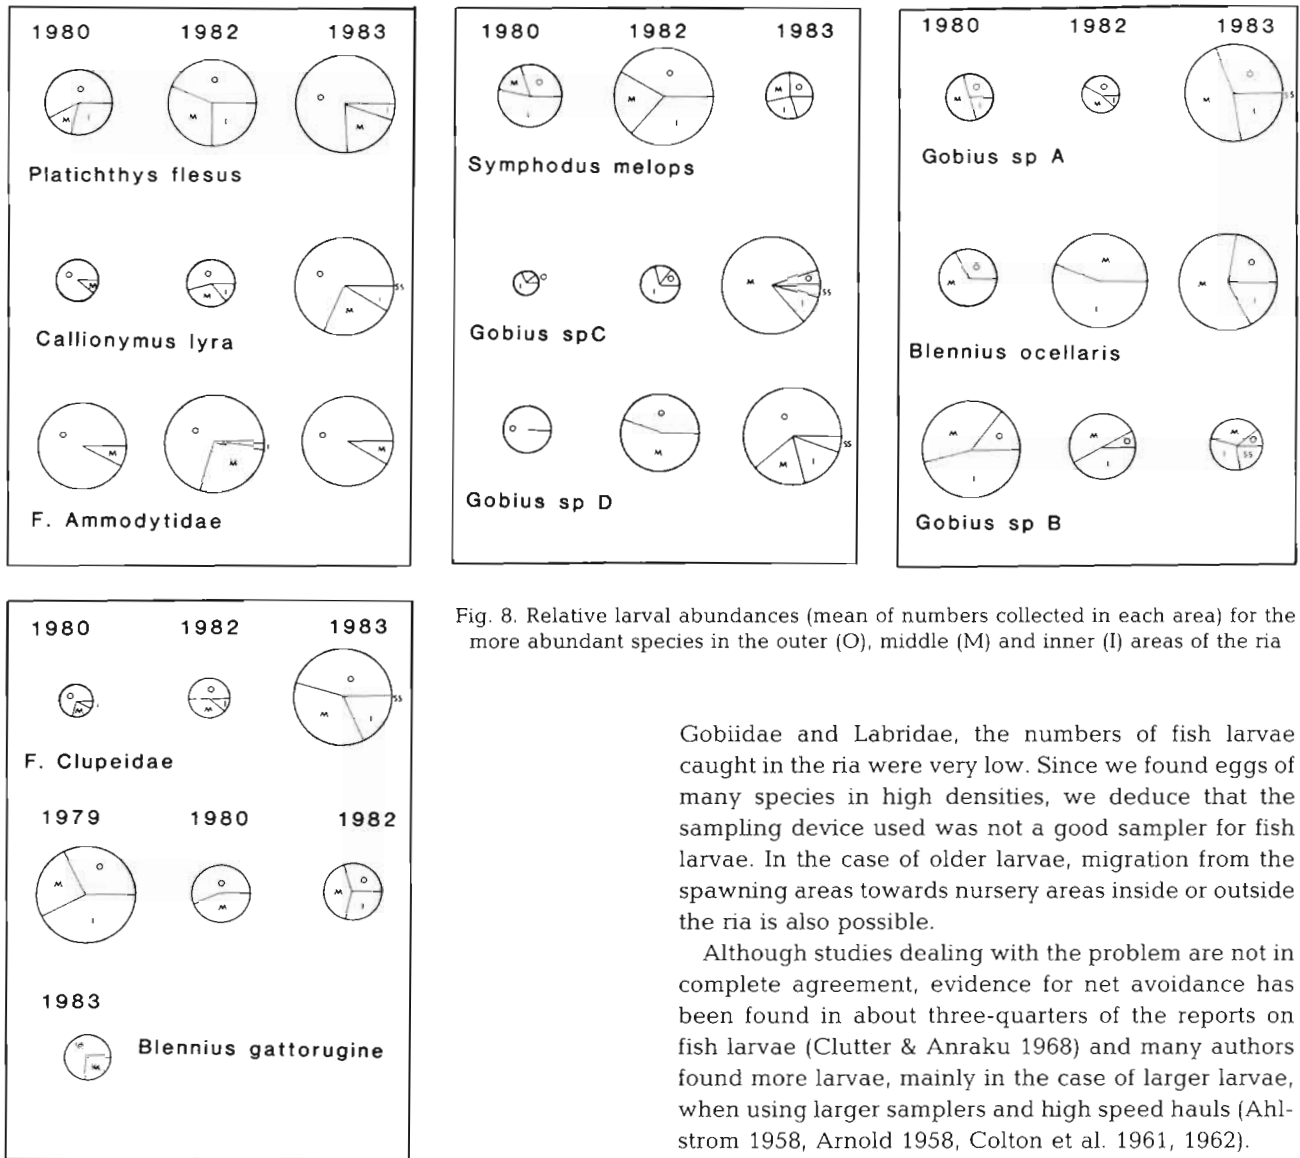 1980 1982 1983
O O O
M I M I M I
Platichthys flesus
O O O SS
M M I M I
Callionymus lyra
O O O
M M I M
F. Ammodytidae
1980 1982 1983
M O O M O
I M I I
Symphodus melops
O O M O SS
I I I
Gobius spC
O O O SS
M M I
Gobius sp D
1980 1982 1983
M O O O SS
I M I M I
Gobius sp A
O M O
M I M I
Blennius ocellaris
M O M O M O
I I I SS
Gobius sp B
1980 1982 1983
O O O SS
M M I M I
F. Clupeidae
1979 1980 1982
M O O M O
I M I
1983
M
Blennius gattorugine
Fig. 8. Relative larval abundances (mean of numbers collected in each area) for the
more abundant species in the outer (O), middle (M) and inner (I) areas of the ria
Gobiidae and Labridae, the numbers of fish larvae
caught in the ria were very low. Since we found eggs of
many species in high densities, we deduce that the
sampling device used was not a good sampler for fish
larvae. In the case of older larvae, migration from the
spawning areas towards nursery areas inside or outside
the ria is also possible.
Although studies dealing with the problem are not in
complete agreement, evidence for net avoidance has
been found in about three-quarters of the reports on
fish larvae (Clutter & Anraku 1968) and many authors
found more larvae, mainly in the case of larger larvae,
when using larger samplers and high speed hauls (Ahl-
strom 1958, Arnold 1958, Colton et al. 1961, 1962).